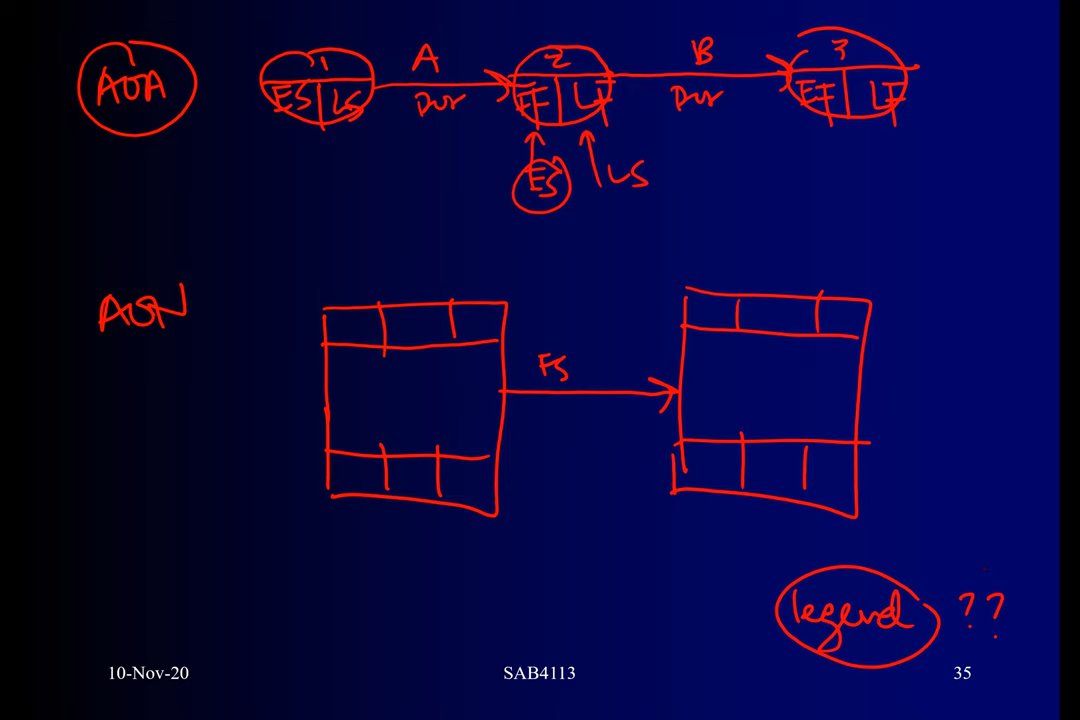 AOA
1 A 2 B 3
ES LS Dur EF LF Dur EF LF
ES LS
AON
FS
legend ??
10-Nov-20 SAB4113 35